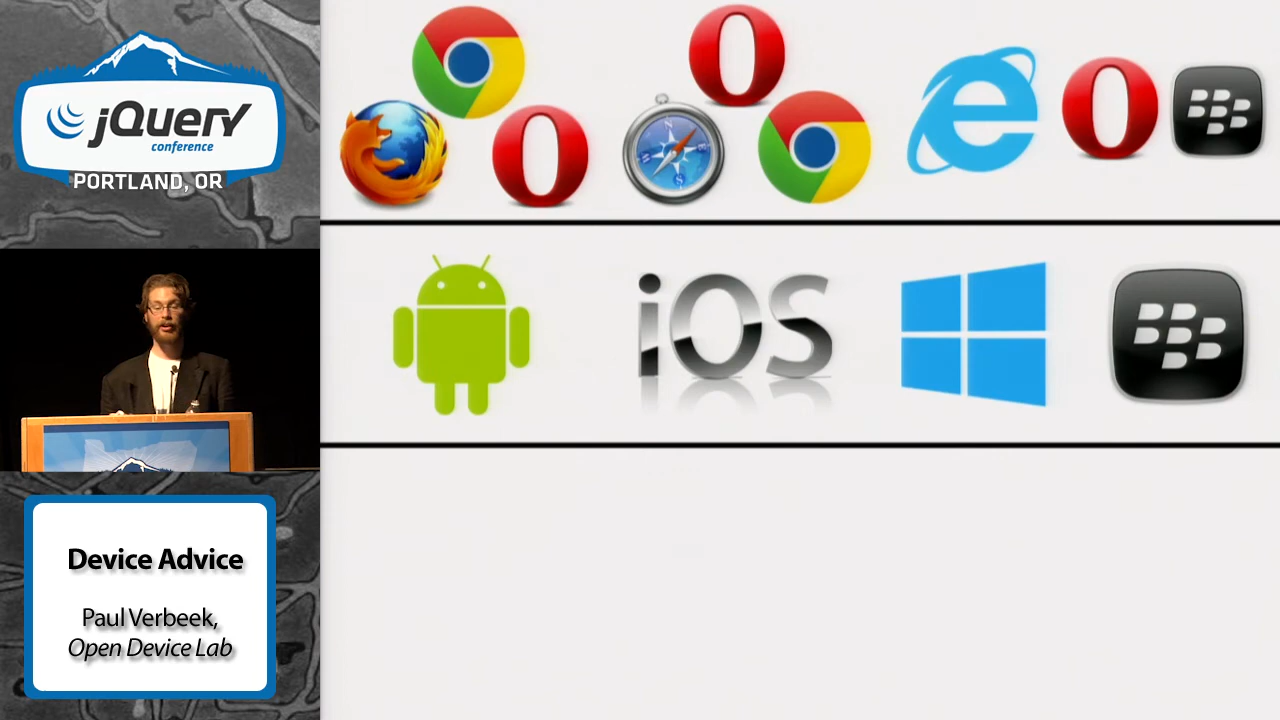 jQuery
conference
PORTLAND, OR
iOS
Device Advice
Paul Verbeek,
Open Device Lab